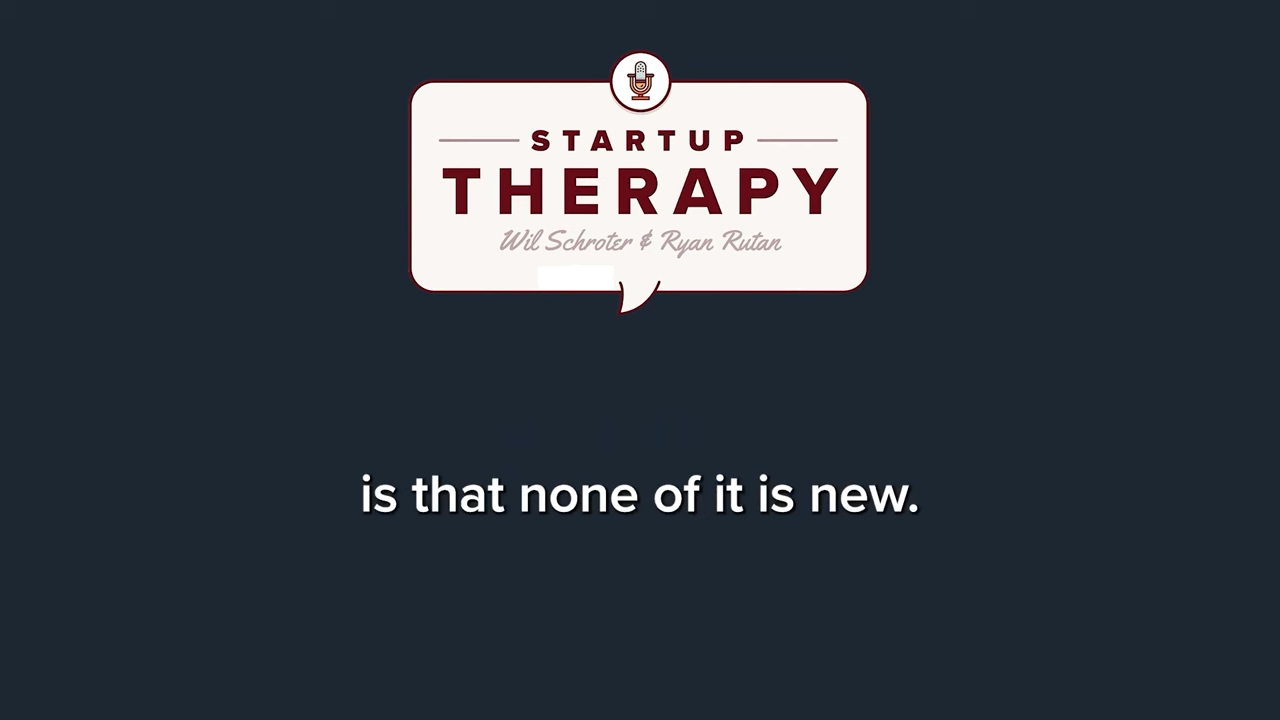 STARTUP
THERAPY
Wil Schroter & Ryan Rutan
is that none of it is new.